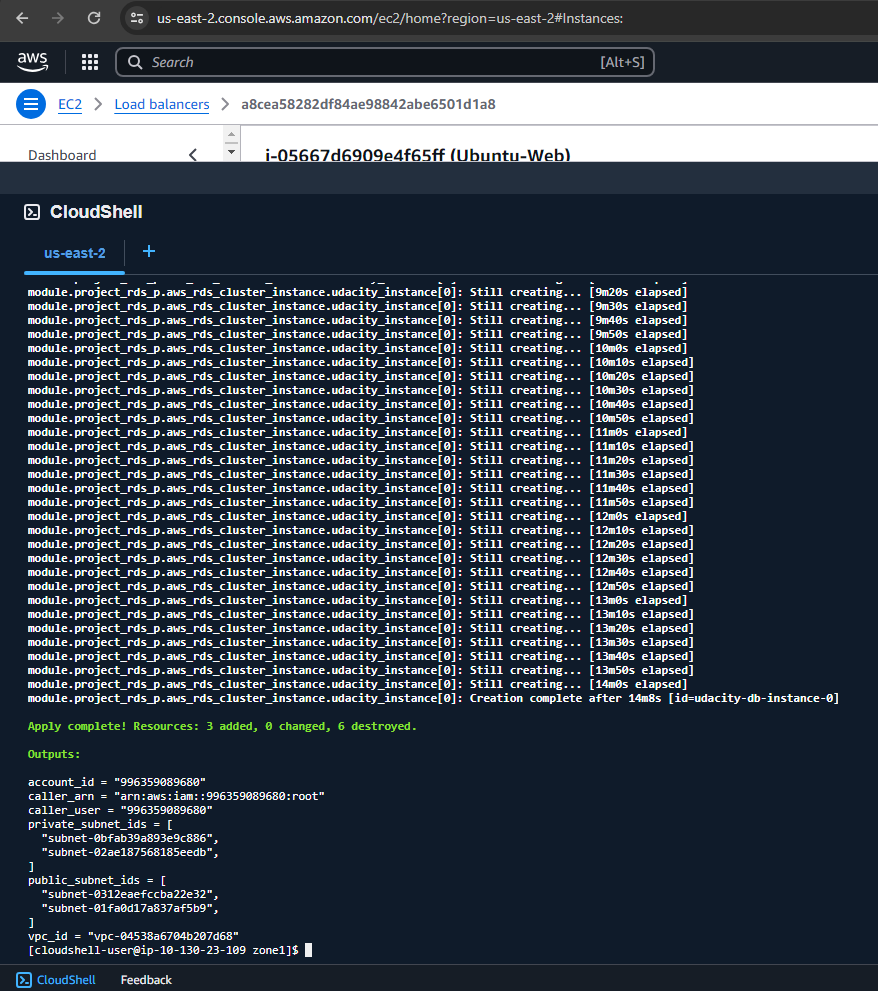 us-east-2.console.aws.amazon.com/ec2/home?region=us-east-2#Instances:
aws
Search
[Alt+S]
EC2
Load balancers
a8cea58282df84ae98842abe6501d1a8
Dashboard
i-05667d6909e4f65ff (Ubuntu-Web)
CloudShell
us-east-2
+
module.project_rds_p.aws_rds_cluster_instance.udacity_instance[0]: Still creating... [9m20s elapsed]
module.project_rds_p.aws_rds_cluster_instance.udacity_instance[0]: Still creating... [9m30s elapsed]
module.project_rds_p.aws_rds_cluster_instance.udacity_instance[0]: Still creating... [9m40s elapsed]
module.project_rds_p.aws_rds_cluster_instance.udacity_instance[0]: Still creating... [9m50s elapsed]
module.project_rds_p.aws_rds_cluster_instance.udacity_instance[0]: Still creating... [10m0s elapsed]
module.project_rds_p.aws_rds_cluster_instance.udacity_instance[0]: Still creating... [10m10s elapsed]
module.project_rds_p.aws_rds_cluster_instance.udacity_instance[0]: Still creating... [10m20s elapsed]
module.project_rds_p.aws_rds_cluster_instance.udacity_instance[0]: Still creating... [10m30s elapsed]
module.project_rds_p.aws_rds_cluster_instance.udacity_instance[0]: Still creating... [10m40s elapsed]
module.project_rds_p.aws_rds_cluster_instance.udacity_instance[0]: Still creating... [10m50s elapsed]
module.project_rds_p.aws_rds_cluster_instance.udacity_instance[0]: Still creating... [11m0s elapsed]
module.project_rds_p.aws_rds_cluster_instance.udacity_instance[0]: Still creating... [11m10s elapsed]
module.project_rds_p.aws_rds_cluster_instance.udacity_instance[0]: Still creating... [11m20s elapsed]
module.project_rds_p.aws_rds_cluster_instance.udacity_instance[0]: Still creating... [11m30s elapsed]
module.project_rds_p.aws_rds_cluster_instance.udacity_instance[0]: Still creating... [11m40s elapsed]
module.project_rds_p.aws_rds_cluster_instance.udacity_instance[0]: Still creating... [11m50s elapsed]
module.project_rds_p.aws_rds_cluster_instance.udacity_instance[0]: Still creating... [12m0s elapsed]
module.project_rds_p.aws_rds_cluster_instance.udacity_instance[0]: Still creating... [12m10s elapsed]
module.project_rds_p.aws_rds_cluster_instance.udacity_instance[0]: Still creating... [12m20s elapsed]
module.project_rds_p.aws_rds_cluster_instance.udacity_instance[0]: Still creating... [12m30s elapsed]
module.project_rds_p.aws_rds_cluster_instance.udacity_instance[0]: Still creating... [12m40s elapsed]
module.project_rds_p.aws_rds_cluster_instance.udacity_instance[0]: Still creating... [12m50s elapsed]
module.project_rds_p.aws_rds_cluster_instance.udacity_instance[0]: Still creating... [13m0s elapsed]
module.project_rds_p.aws_rds_cluster_instance.udacity_instance[0]: Still creating... [13m10s elapsed]
module.project_rds_p.aws_rds_cluster_instance.udacity_instance[0]: Still creating... [13m20s elapsed]
module.project_rds_p.aws_rds_cluster_instance.udacity_instance[0]: Still creating... [13m30s elapsed]
module.project_rds_p.aws_rds_cluster_instance.udacity_instance[0]: Still creating... [13m40s elapsed]
module.project_rds_p.aws_rds_cluster_instance.udacity_instance[0]: Still creating... [13m50s elapsed]
module.project_rds_p.aws_rds_cluster_instance.udacity_instance[0]: Still creating... [14m0s elapsed]
module.project_rds_p.aws_rds_cluster_instance.udacity_instance[0]: Creation complete after 14m8s [id=udacity-db-instance-0]
Apply complete! Resources: 3 added, 0 changed, 6 destroyed.
Outputs:
account_id = "996359089680"
caller_arn = "arn:aws:iam::996359089680:root"
caller_user = "996359089680"
private_subnet_ids = [
"subnet-0bfab39a893e9c886",
"subnet-02ae187568185eedb",
]
public_subnet_ids = [
"subnet-0312eaefccba22e32",
"subnet-01fa0d17a837af5b9",
]
vpc_id = "vpc-04538a6704b207d68"
[cloudshell-user@ip-10-130-23-109 zone1]$
CloudShell
Feedback